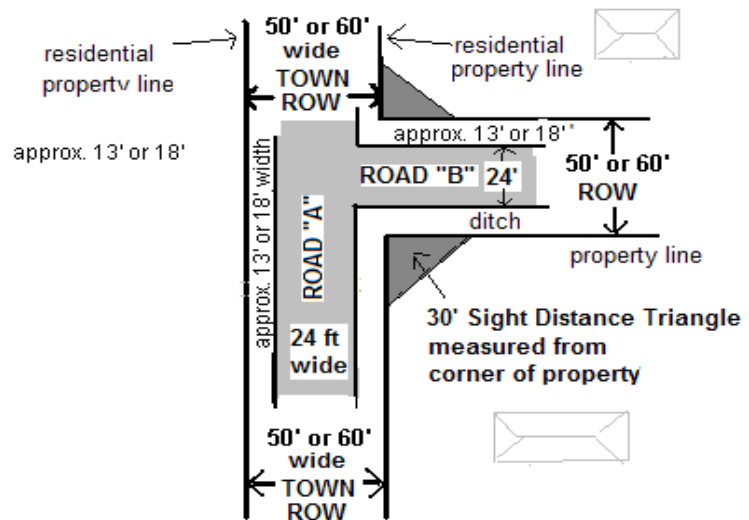 50' or 60'
wide
TOWN
ROW
residential
property line
residential
property line
approx. 13' or 18'
approx. 13' or 18'
50' or 60'
ROW
ROAD "B"
24'
ditch
property line
approx. 13' or 18' width
ROAD "A"
24 ft
wide
30' Sight Distance Triangle
measured from
corner of property
50' or 60'
wide
TOWN
ROW